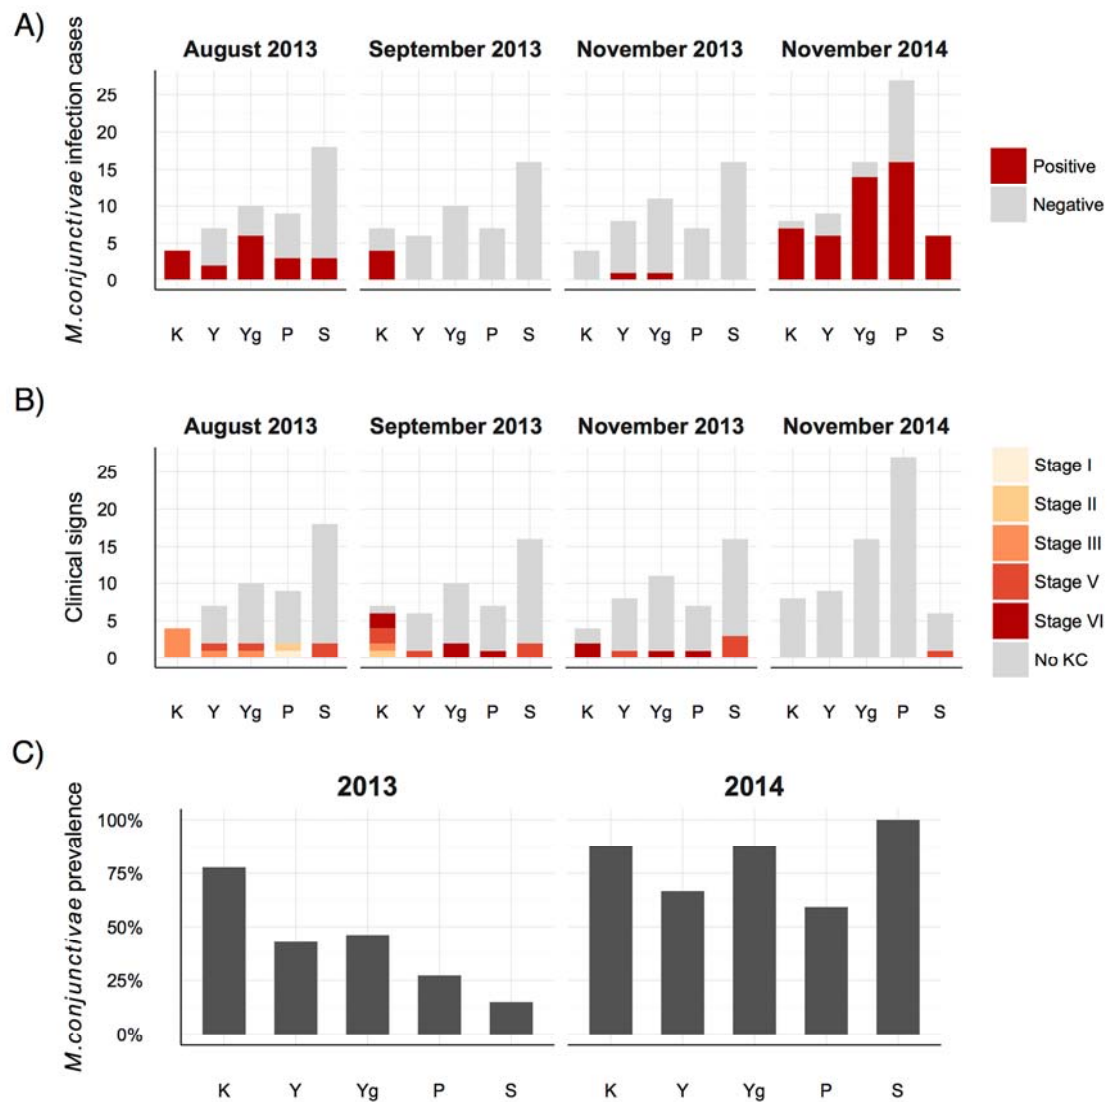 A)
August 2013 September 2013 November 2013 November 2014
M.conjunctivae infection cases
25
20
15
10
5
0
K Y Yg P S K Y Yg P S K Y Yg P S K Y Yg P S
Positive
Negative
B)
August 2013 September 2013 November 2013 November 2014
Clinical signs
25
20
15
10
5
0
K Y Yg P S K Y Yg P S K Y Yg P S K Y Yg P S
Stage I
Stage II
Stage III
Stage V
Stage VI
No KC
C)
2013 2014
M.conjunctivae prevalence
100%
75%
50%
25%
0%
K Y Yg P S K Y Yg P S